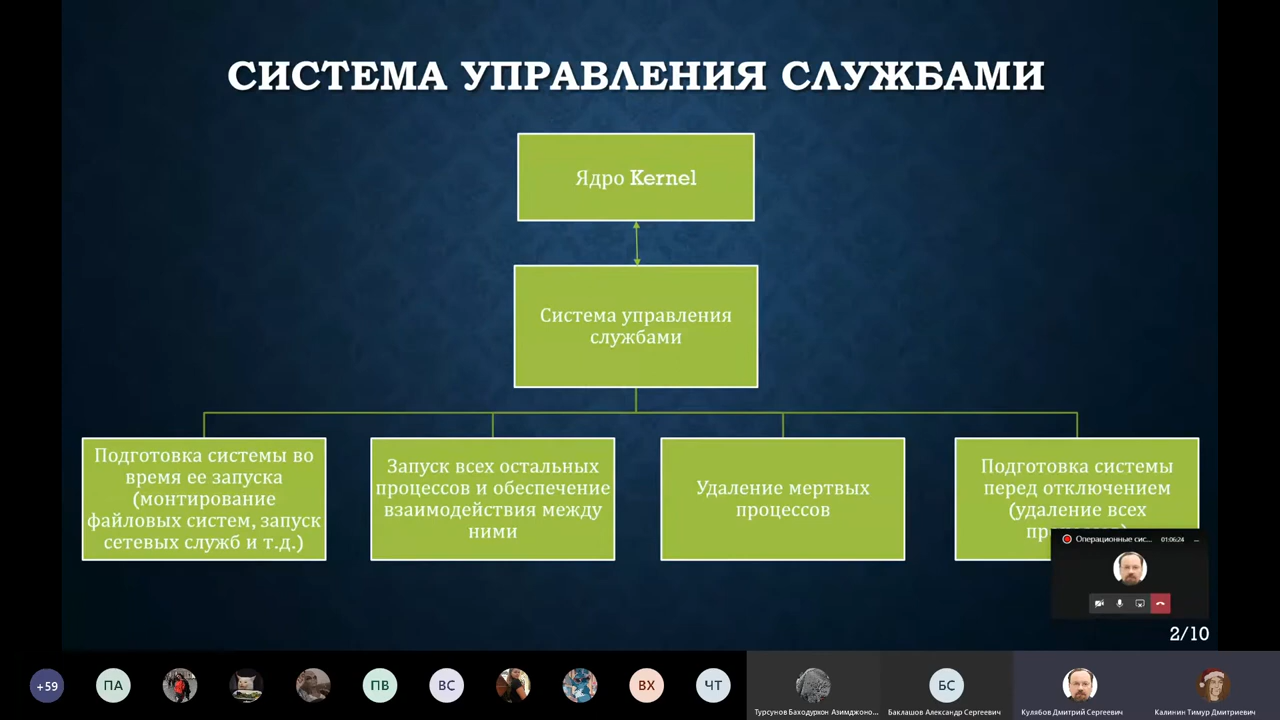 СИСТЕМА УПРАВЛЕНИЯ СЛУЖБАМИ
Ядро Kernel
Система управления
службами
Подготовка системы во
время ее запуска
(монтирование
файловых систем, запуск
сетевых служб и т.д.)
Запуск всех остальных
процессов и обеспечение
взаимодействия между
ними
Удаление мертвых
процессов
Подготовка системы
перед отключением
(удаление всех
Операционные сис...
01:06:24
2/10
+59
ПА
ПВ
ВС
ВХ
ЧТ
БС
Турсунов Баходурхон Азимджоно...
Баклашов Александр Сергеевич
Кулябов Дмитрий Сергеевич
Калинин Тимур Дмитриевич